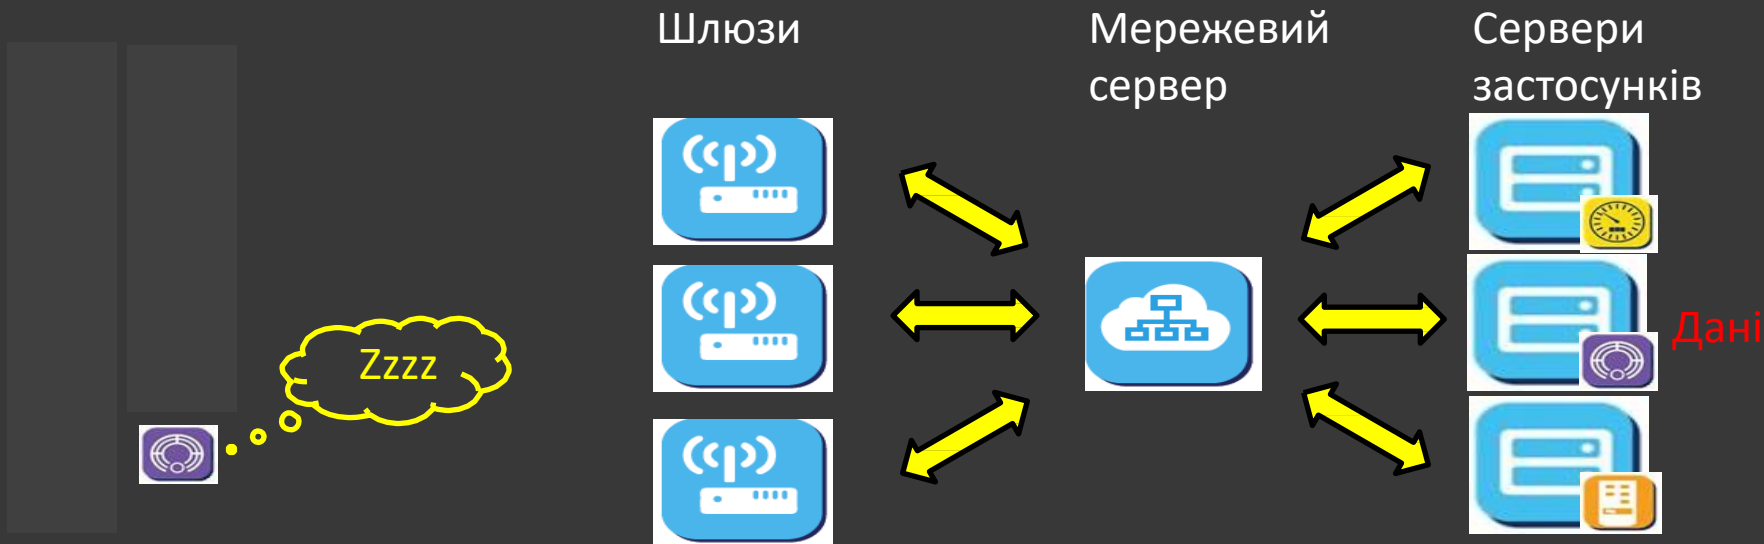 Шлюзи
Мережевий
сервер
Сервери
застосунків
Zzzz
Дані